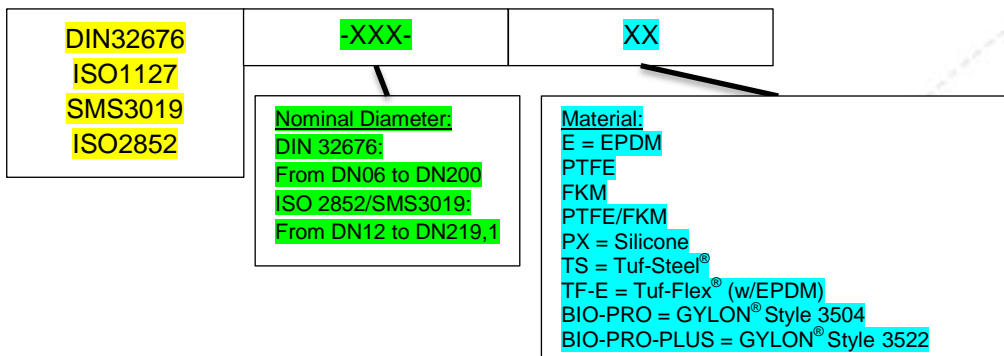 DIN32676
ISO1127
SMS3019
ISO2852
-XXX-
XX
Nominal Diameter:
DIN 32676:
From DN06 to DN200
ISO 2852/SMS3019:
From DN12 to DN219,1
Material:
E = EPDM
PTFE
FKM
PTFE/FKM
PX = Silicone
TS = Tuf-Steel®
TF-E = Tuf-Flex® (w/EPDM)
BIO-PRO = GYLON® Style 3504
BIO-PRO-PLUS = GYLON® Style 3522